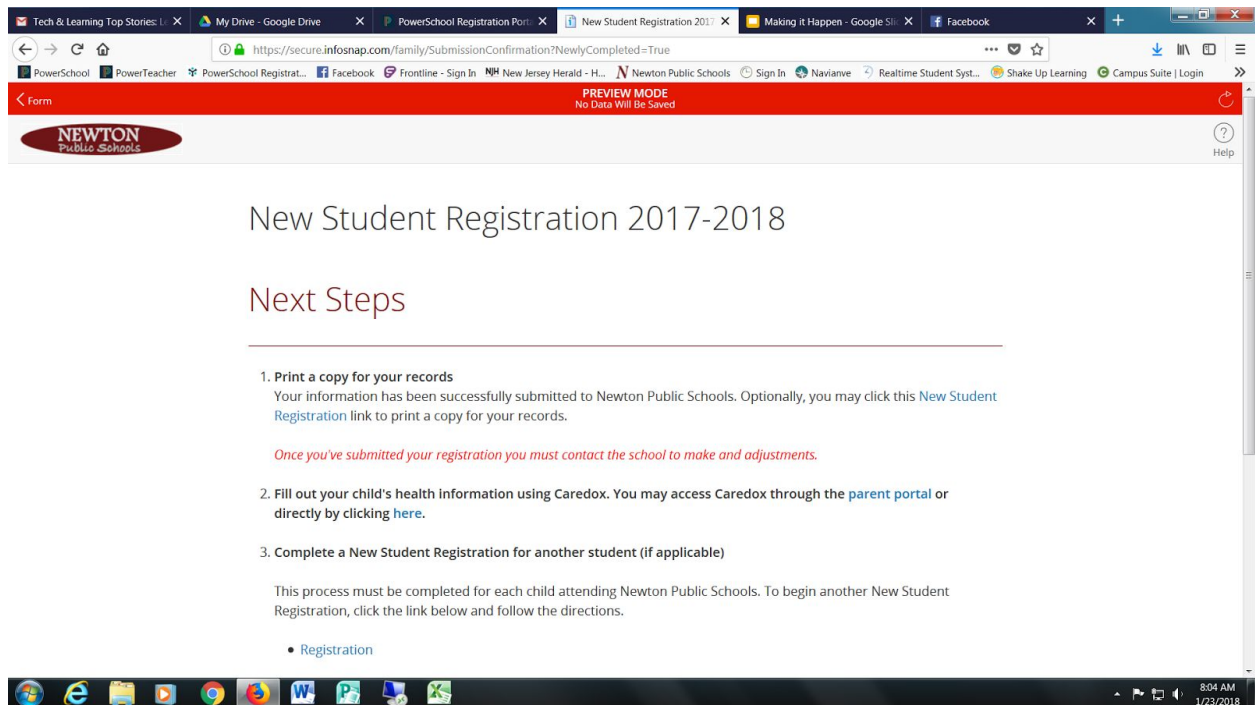 Tech & Learning Top Stories: L
My Drive - Google Drive
PowerSchool Registration Port
New Student Registration 2017
Making it Happen - Google Sli
Facebook
https://secure.infosnap.com/family/SubmissionConfirmation?NewlyCompleted=True
PowerSchool PowerTeacher PowerSchool Registrat... Facebook Frontline - Sign In NJH New Jersey Herald - H... N Newton Public Schools Sign In Navianve Realtime Student Syst... Shake Up Learning Campus Suite | Login
Form
PREVIEW MODE
No Data Will Be Saved
NEWTON
Public Schools
?
Help
New Student Registration 2017-2018
Next Steps
1. Print a copy for your records
Your information has been successfully submitted to Newton Public Schools. Optionally, you may click this New Student
Registration link to print a copy for your records.
Once you've submitted your registration you must contact the school to make and adjustments.
2. Fill out your child's health information using Caredox. You may access Caredox through the parent portal or
directly by clicking here.
3. Complete a New Student Registration for another student (if applicable)
This process must be completed for each child attending Newton Public Schools. To begin another New Student
Registration, click the link below and follow the directions.
• Registration
8:04 AM
1/23/2018